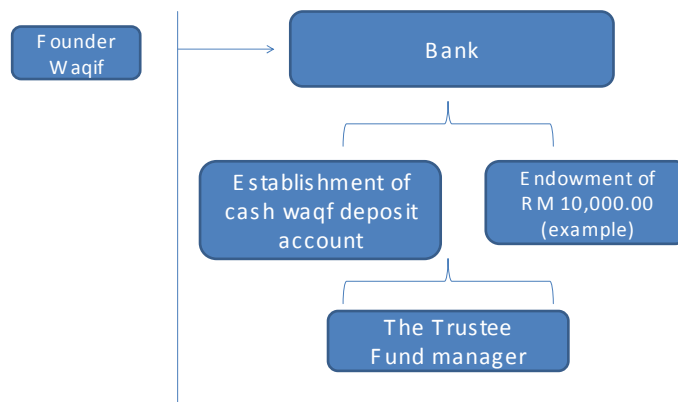 Founder
Waqif
Bank
Establishment of
cash waqf deposit
account
Endowment of
RM 10,000.00
(example)
The Trustee
Fund manager